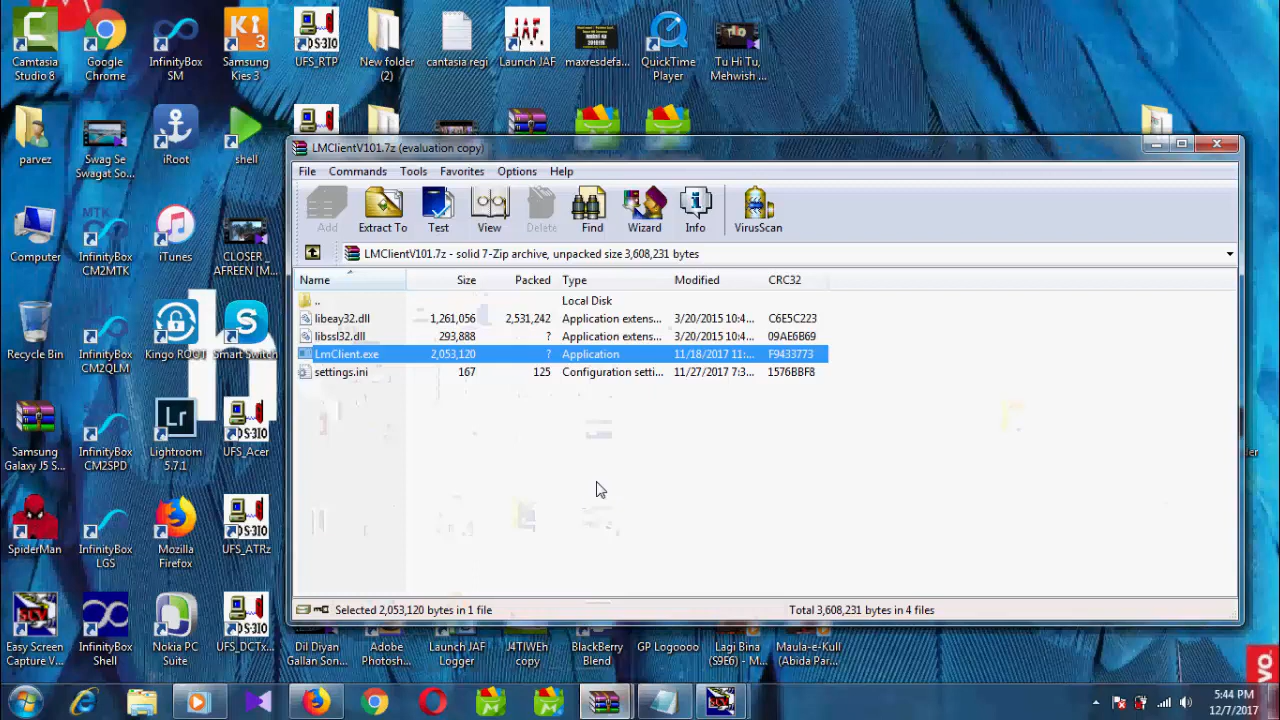 Camtasia Studio 8
Google Chrome
InfinityBox SM
Samsung Kies 3
UFS_RTP
New folder (2)
cantasia regi
Launch JAF
maxresdefa...
QuickTime Player
Tu Hi Tu, Mehwish ...
parvez
Swag Se Swagat So...
iRoot
shell
LMClientV101.7z (evaluation copy)
File Commands Tools Favorites Options Help
Add Extract To Test View Delete Find Wizard Info VirusScan
LMClientV101.7z - solid 7-Zip archive, unpacked size 3,608,231 bytes
Name Size Packed Type Modified CRC32
.. Local Disk
libeay32.dll 1,261,056 2,531,242 Application extens... 3/20/2015 10:4... C6E5C223
libssl32.dll 293,888 ? Application extens... 3/20/2015 10:4... 09AE6B69
LmClient.exe 2,053,120 ? Application 11/18/2017 11:... F9433773
settings.ini 167 125 Configuration setti... 11/27/2017 7:3... 1576BBF8
Selected 2,053,120 bytes in 1 file
Total 3,608,231 bytes in 4 files
Computer
InfinityBox CM2MTK
iTunes
CLOSER _ AFREEN [M...
Recycle Bin
InfinityBox CM2QLM
Kingo ROOT
Smart Switch
Samsung Galaxy J5 S...
InfinityBox CM2SPD
Lightroom 5.7.1
UFS_Acer
SpiderMan
InfinityBox LGS
Mozilla Firefox
UFS_ATRz
Easy Screen Capture V...
InfinityBox Shell
Nokia PC Suite
UFS_DCTx...
Dil Diyan Gallan Son...
Adobe Photosh...
Launch JAF Logger
J4TIWEh copy
BlackBerry Blend
GP Logoooo
Lagi Bina (S9E6) - M...
Maula-e-Kull (Abida Par...
5:44 PM
12/7/2017